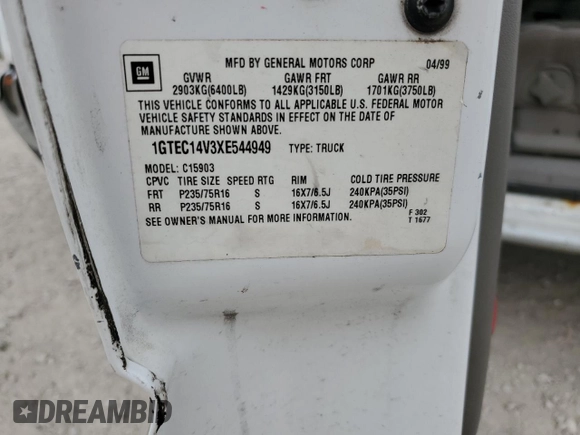 GM
MFD BY GENERAL MOTORS CORP 04/99
GVWR GAWR FRT GAWR RR
2903KG(6400LB) 1429KG(3150LB) 1701KG(3750LB)
THIS VEHICLE CONFORMS TO ALL APPLICABLE U.S. FEDERAL MOTOR
VEHICLE SAFETY STANDARDS IN EFFECT ON THE DATE OF
MANUFACTURE SHOWN ABOVE.
1GTEC14V3XE544949 TYPE: TRUCK
MODEL: C15903
CPVC TIRE SIZE SPEED RTG RIM COLD TIRE PRESSURE
FRT P235/75R16 S 16X7/6.5J 240KPA(35PSI)
RR P235/75R16 S 16X7/6.5J 240KPA(35PSI)
SEE OWNER'S MANUAL FOR MORE INFORMATION.
F 302
T 1677
DREAMBID